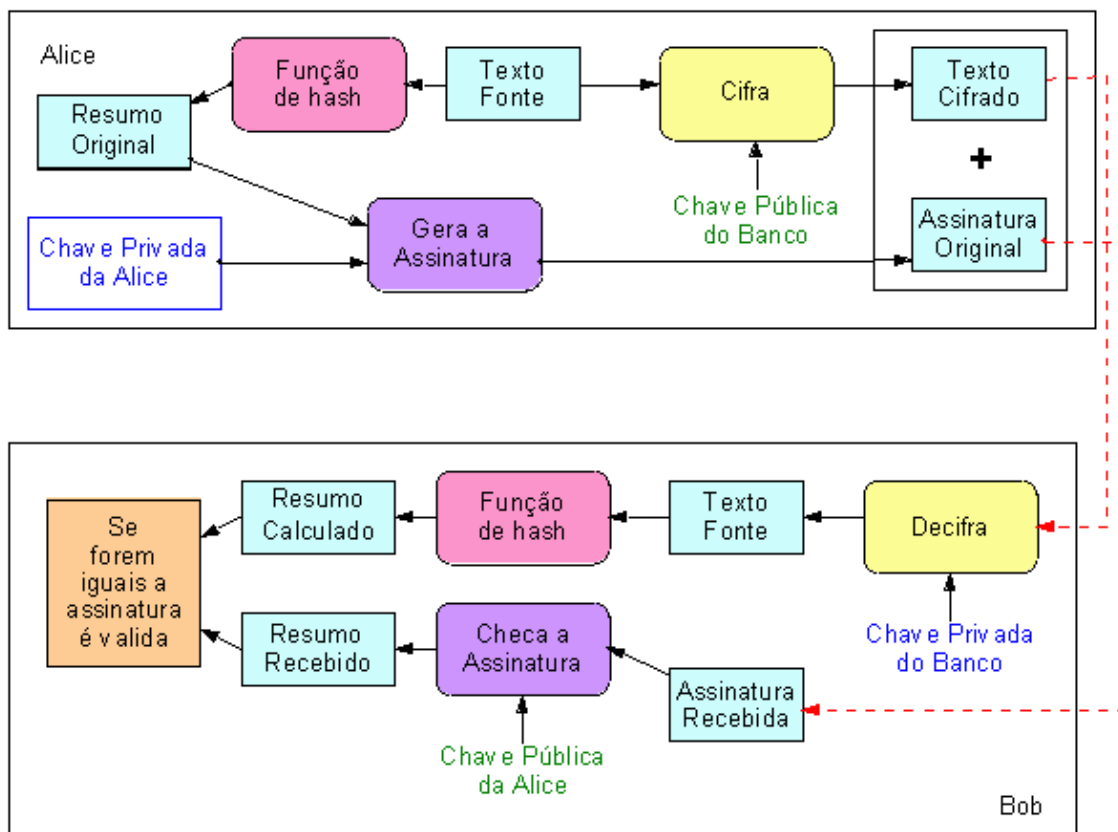 Alice
Função
de hash
Texto
Fonte
Cifra
Texto
Cifrado
Resumo
Original
+
Chave Pública
do Banco
Gera a
Assinatura
Assinatura
Original
Chave Privada
da Alice
Se
forem
iguais a
assinatura
é valida
Resumo
Calculado
Função
de hash
Texto
Fonte
Decifra
Resumo
Recebido
Checa a
Assinatura
Chave Privada
do Banco
Assinatura
Recebida
Chave Pública
da Alice
Bob